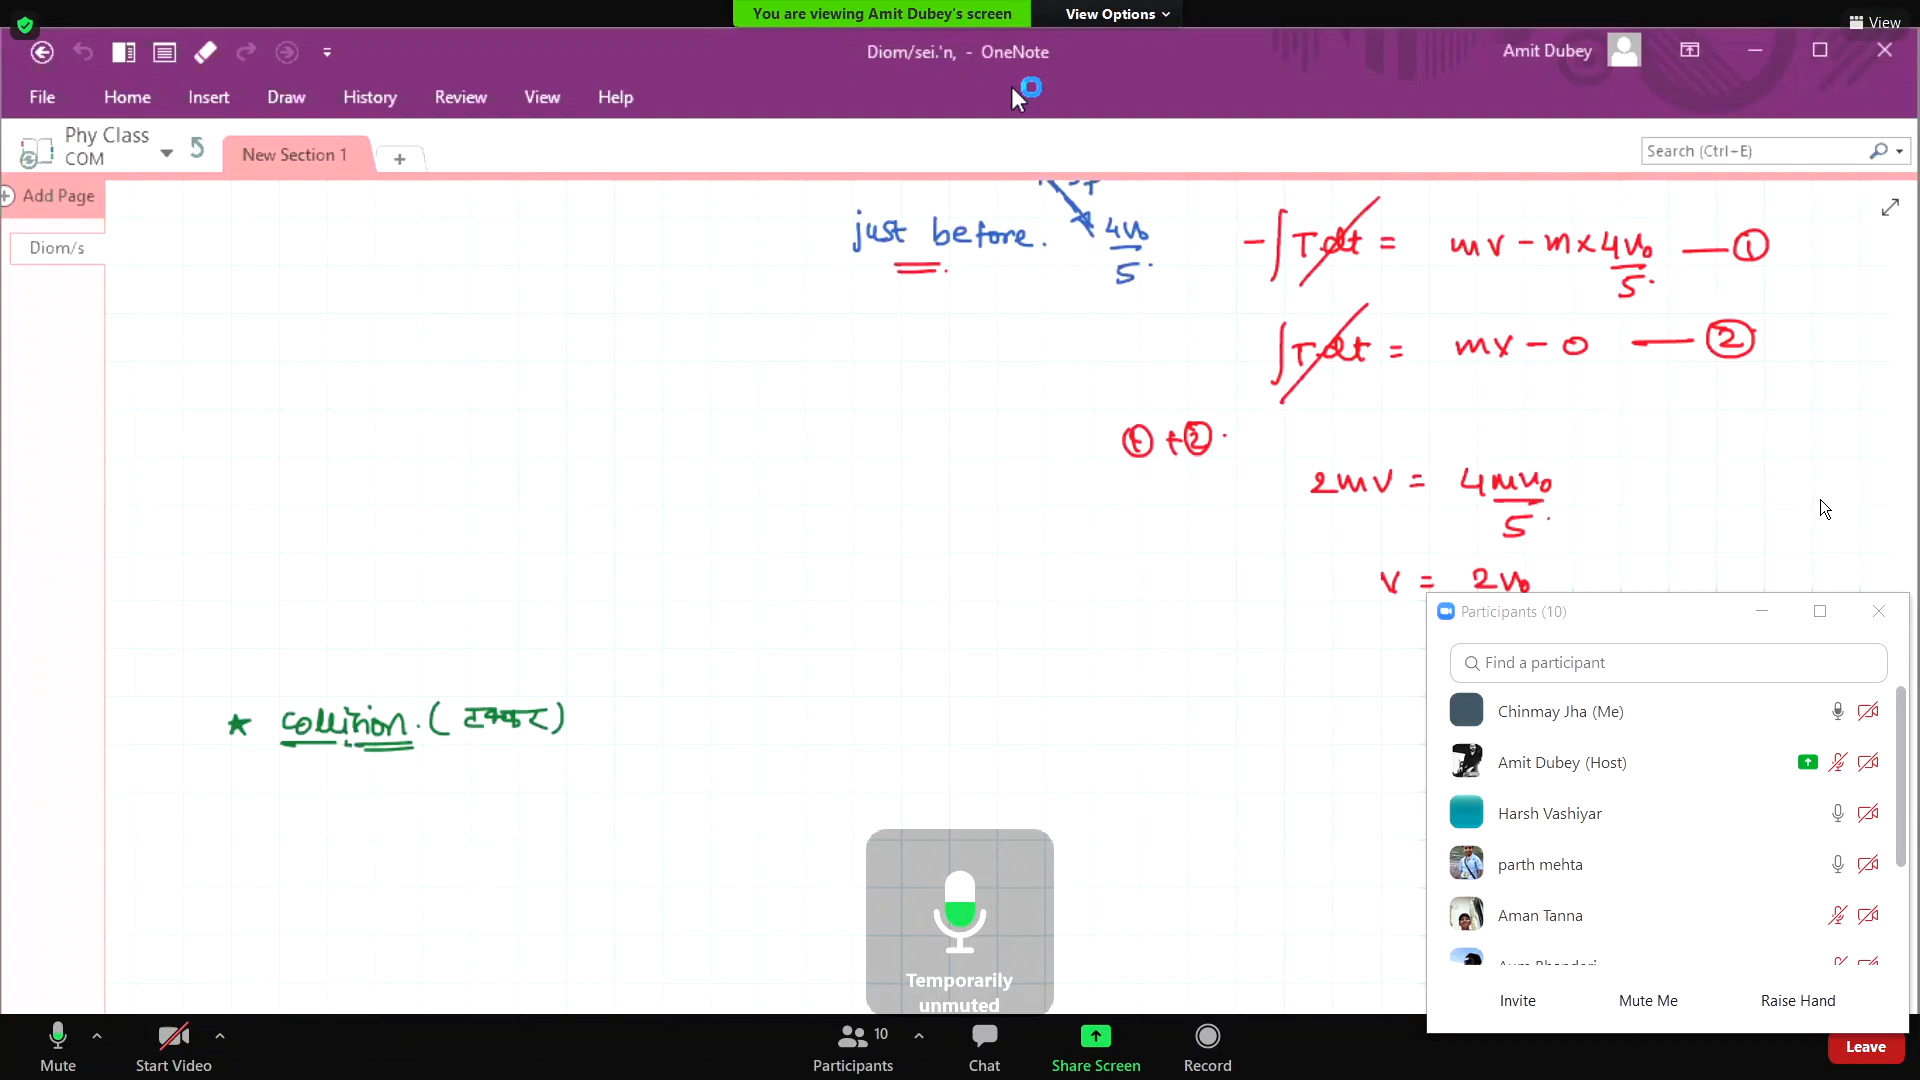 You are viewing Amit Dubey's screen
View Options
View
Diom/sei.'n, - OneNote
Amit Dubey
File Home Insert Draw History Review View Help
Phy Class
COM
New Section 1
+
Search (Ctrl+E)
Add Page
Diom/s
just before. 4v₀/5.
-∫Tdt = mv - m×4v₀/5. — ①
∫Tdt = mv - 0 — ②
① + ②.
2mv = 4mv₀/5.
v = 2v₀
★ collision. (टक्कर)
Participants (10)
Find a participant
Chinmay Jha (Me)
Amit Dubey (Host)
Harsh Vashiyar
parth mehta
Aman Tanna
Invite Mute Me Raise Hand
Temporarily
unmuted
Mute
Start Video
Participants 10
Chat
Share Screen
Record
Leave